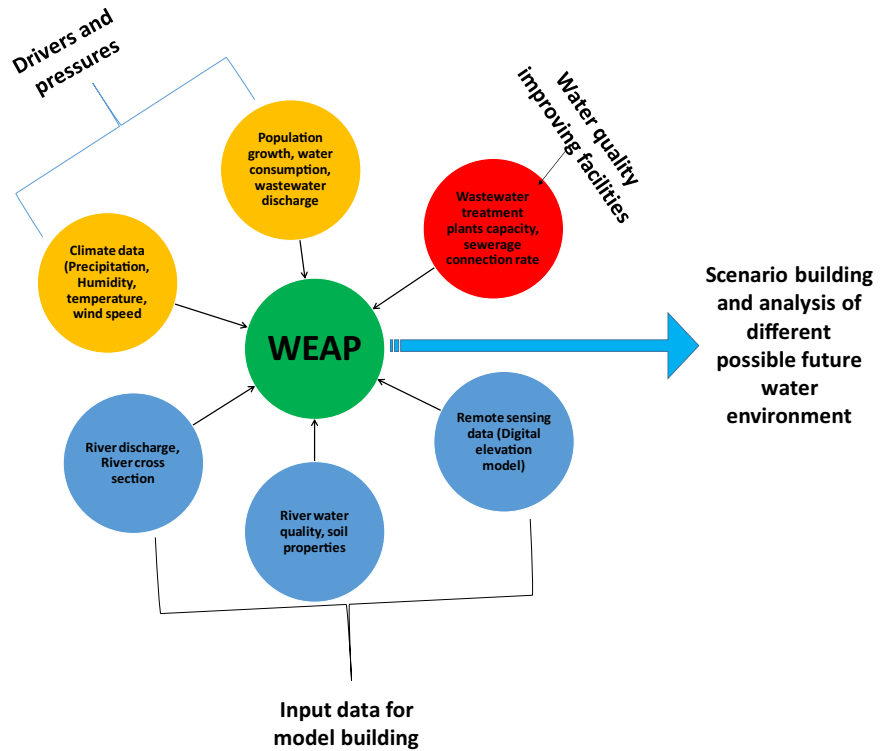 Drivers and
pressures
Population
growth, water
consumption,
wastewater
discharge
Water quality
improving facilities
Wastewater
treatment
plants capacity,
sewerage
connection rate
Climate data
(Precipitation,
Humidity,
temperature,
wind speed
WEAP
Scenario building
and analysis of
different
possible future
water
environment
River discharge,
River cross
section
River water
quality, soil
properties
Remote sensing
data (Digital
elevation
model)
Input data for
model building